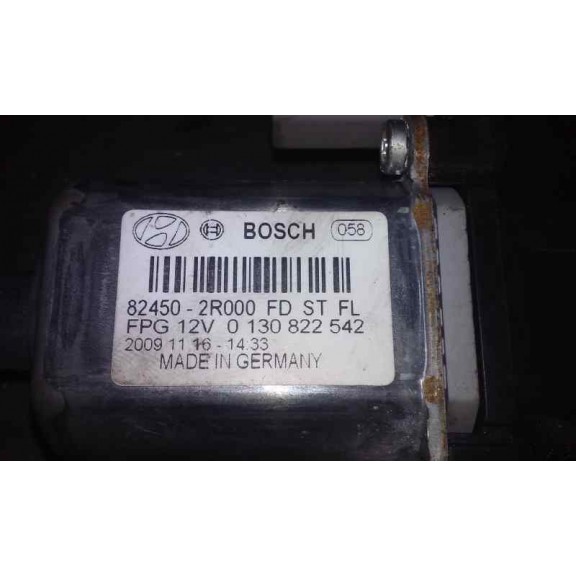 BOSCH 058
82450 - 2R000 FD ST FL
FPG 12V 0 130 822 542
2009 11 16 - 14:33
MADE IN GERMANY